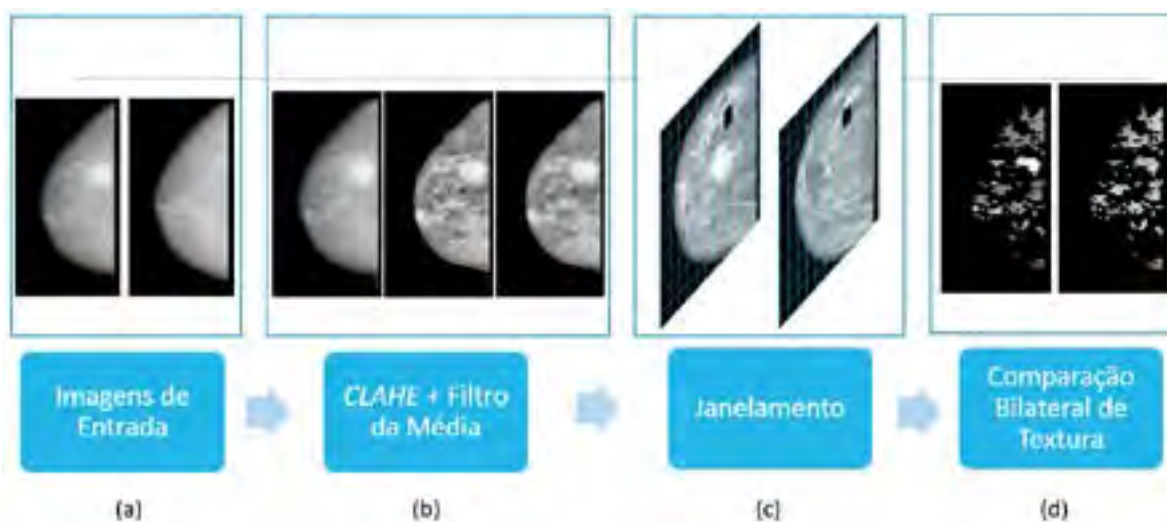 Imagens de
Entrada
CLAHE + Filtro
da Média
Janelamento
Comparação
Bilateral de
Textura
(a)
(b)
(c)
(d)